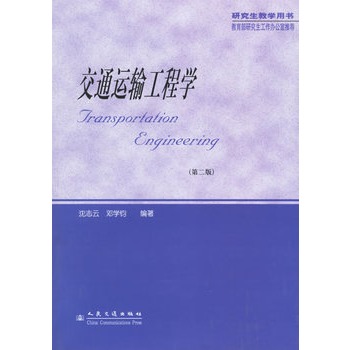 研究生教学用书
教育部研究生工作办公室推荐
交通运输工程学
Transportation
Engineering
(第二版)
沈志云 邓学钧 编著
人民交通出版社
China Communications Press